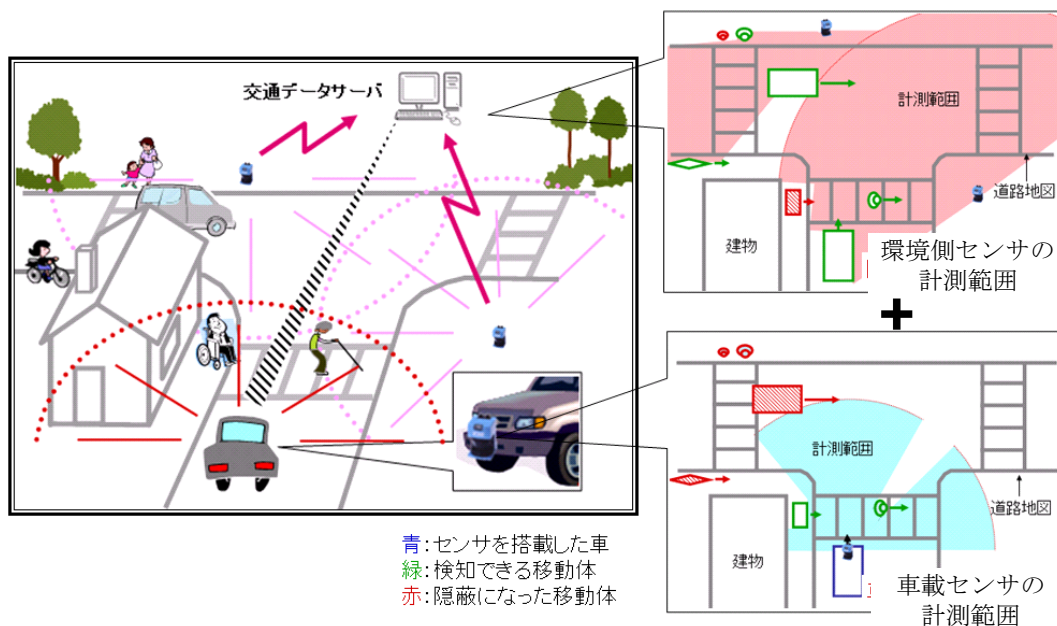 交通データサーバ
計測範囲
道路地図
建物
環境側センサの
計測範囲
+
計測範囲
道路地図
建物
車載センサの
計測範囲
青:センサを搭載した車
緑:検知できる移動体
赤:隠蔽になった移動体